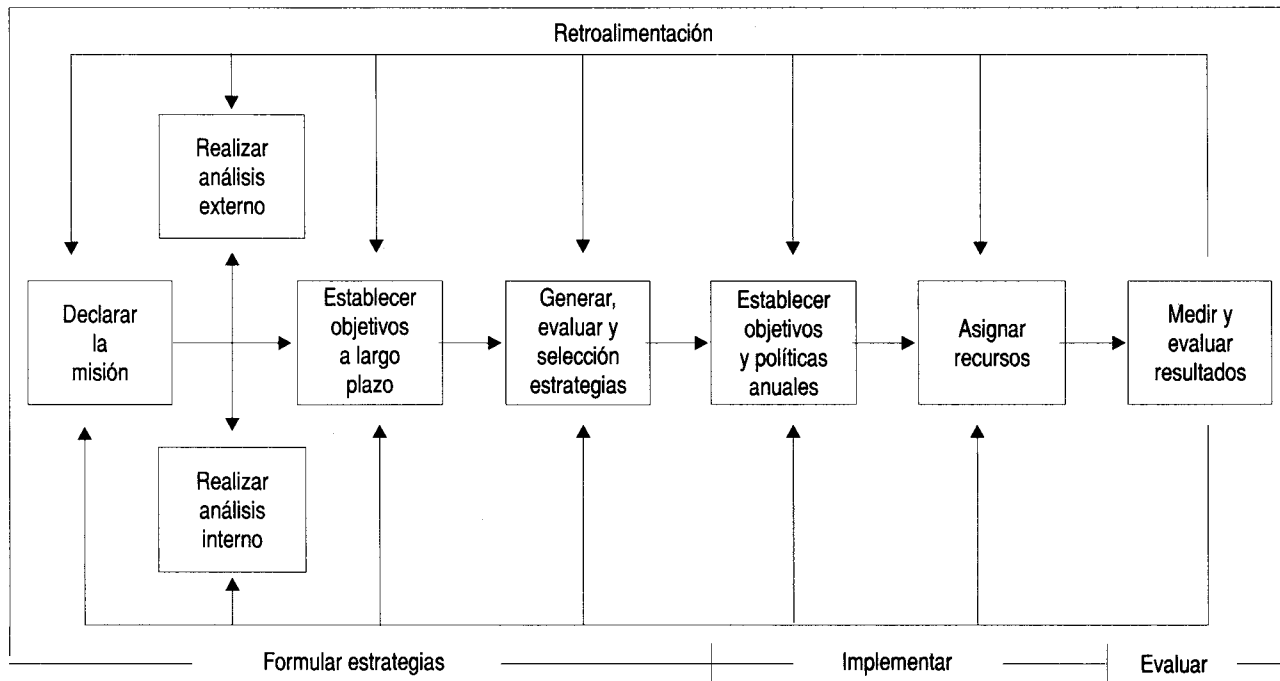 Retroalimentación
Realizar
análisis
externo
Declarar
la
misión
Establecer
objetivos
a largo
plazo
Generar,
evaluar y
selección
estrategias
Establecer
objetivos
y políticas
anuales
Asignar
recursos
Medir y
evaluar
resultados
Realizar
análisis
interno
Formular estrategias
Implementar
Evaluar